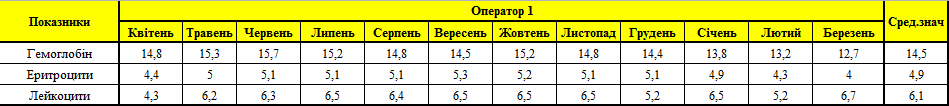 Показники Оператор 1 Сред.знач
Квітень Травень Червень Липень Серпень Вересень Жовтень Листопад Грудень Січень Лютий Березень
Гемоглобін 14,8 15,3 15,7 15,2 14,8 14,5 15,2 14,8 14,4 13,8 13,2 12,7 14,5
Еритроцити 4,4 5 5,1 5,1 5,1 5,3 5,2 5,1 5,1 4,9 4,3 4 4,9
Лейкоцити 4,3 6,2 6,3 6,5 6,4 6,5 6,5 6,5 5,2 6,5 5,2 6,7 6,1